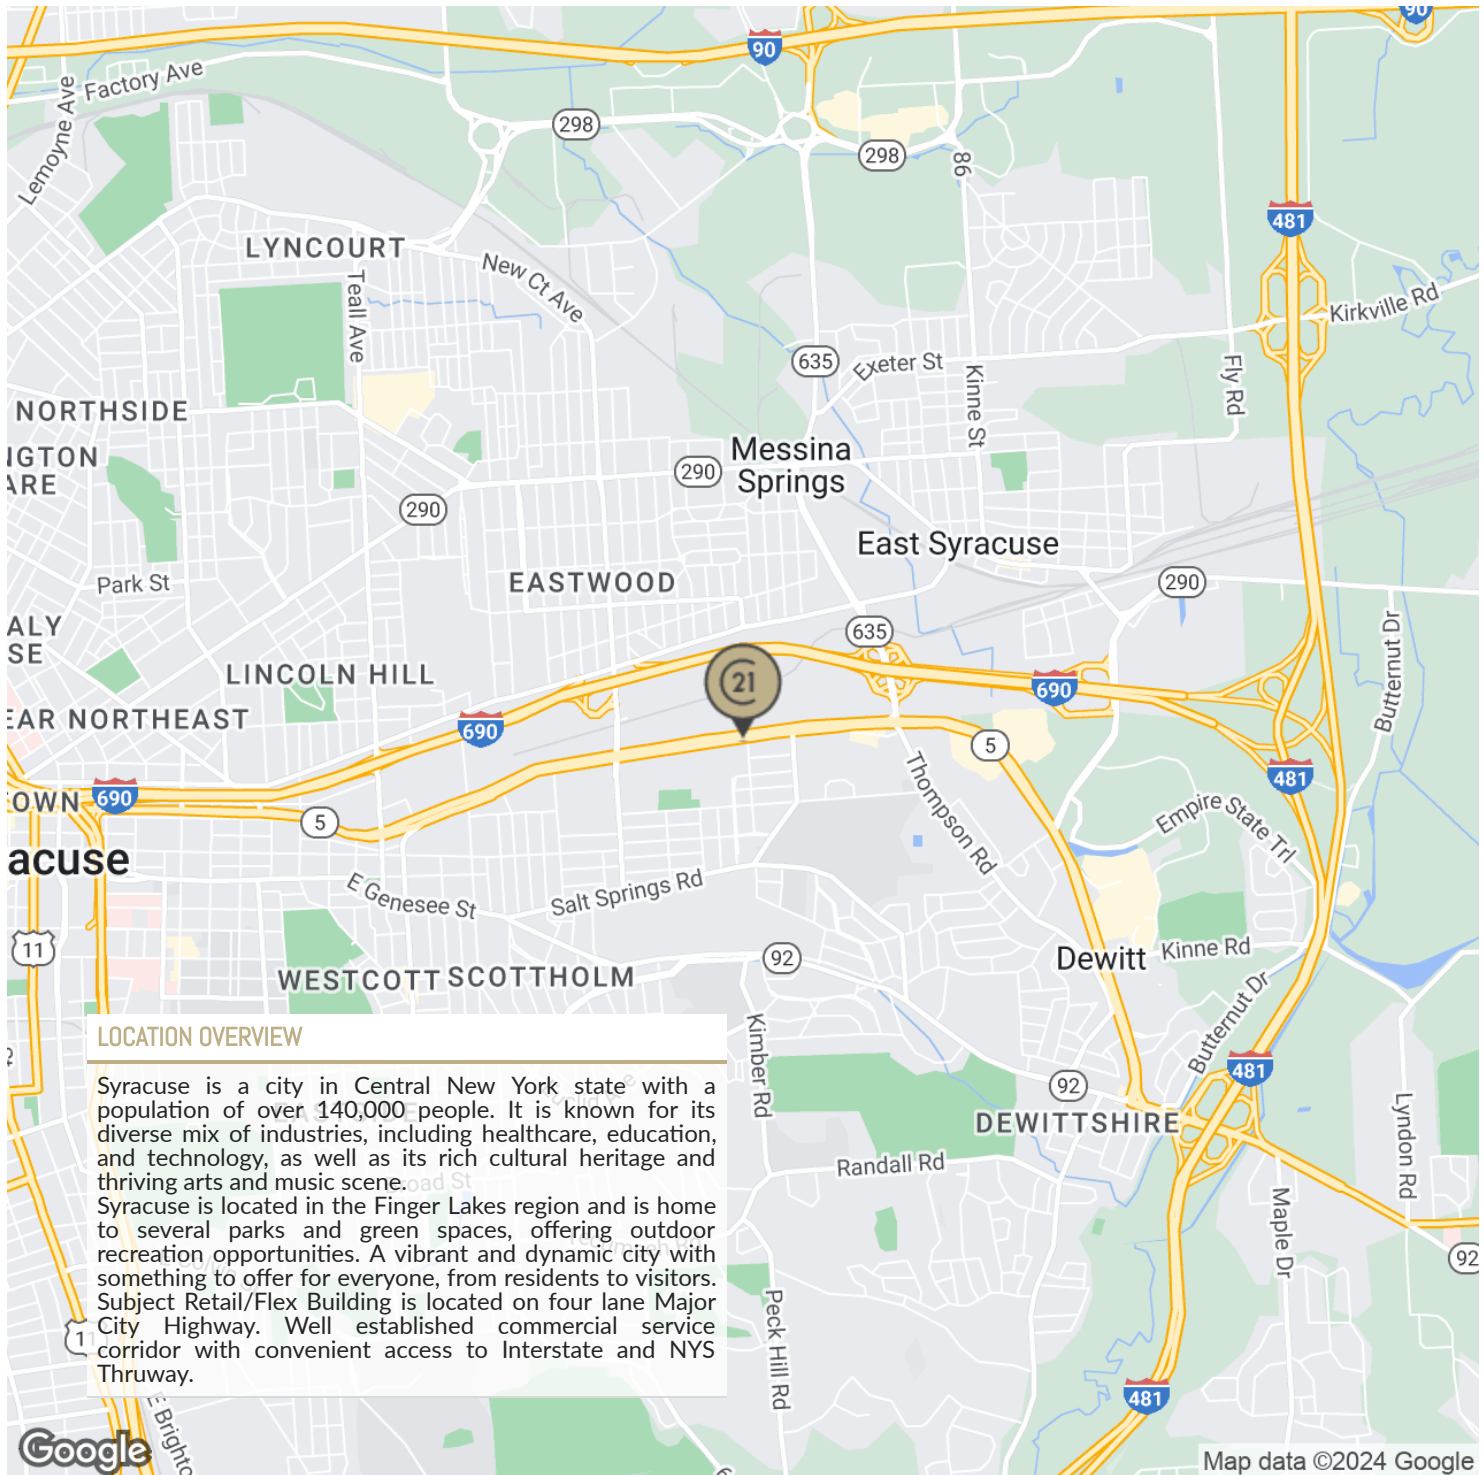 90
90
Factory Ave
Lemoyne Ave
298
298
86
481
LYNCOURT
New Ct Ave
Teall Ave
Kirkville Rd
635
Exeter St
Kinne St
Fly Rd
NORTHSIDE
Messina
Springs
NGTON
ARE
290
290
East Syracuse
EASTWOOD
Park St
290
ALY
SE
635
Butternut Dr
LINCOLN HILL
21
690
EAR NORTHEAST
690
5
481
Thompson Rd
OWN
690
5
Empire State Trl
acuse
E Genesee St
Salt Springs Rd
11
92
Dewitt
Kinne Rd
WESTCOTT
SCOTTHOLM
Butternut Dr
LOCATION OVERVIEW
Kimber Rd
481
92
DEWITTSHIRE
Lyndon Rd
Syracuse is a city in Central New York state with a
population of over 140,000 people. It is known for its
diverse mix of industries, including healthcare, education,
and technology, as well as its rich cultural heritage and
thriving arts and music scene.
Syracuse is located in the Finger Lakes region and is home
to several parks and green spaces, offering outdoor
recreation opportunities. A vibrant and dynamic city with
something to offer for everyone, from residents to visitors.
Subject Retail/Flex Building is located on four lane Major
City Highway. Well established commercial service
corridor with convenient access to Interstate and NYS
Thruway.
Randall Rd
Maple Dr
92
Peck Hill Rd
11
481
E Brighto
Google
Map data ©2024 Google